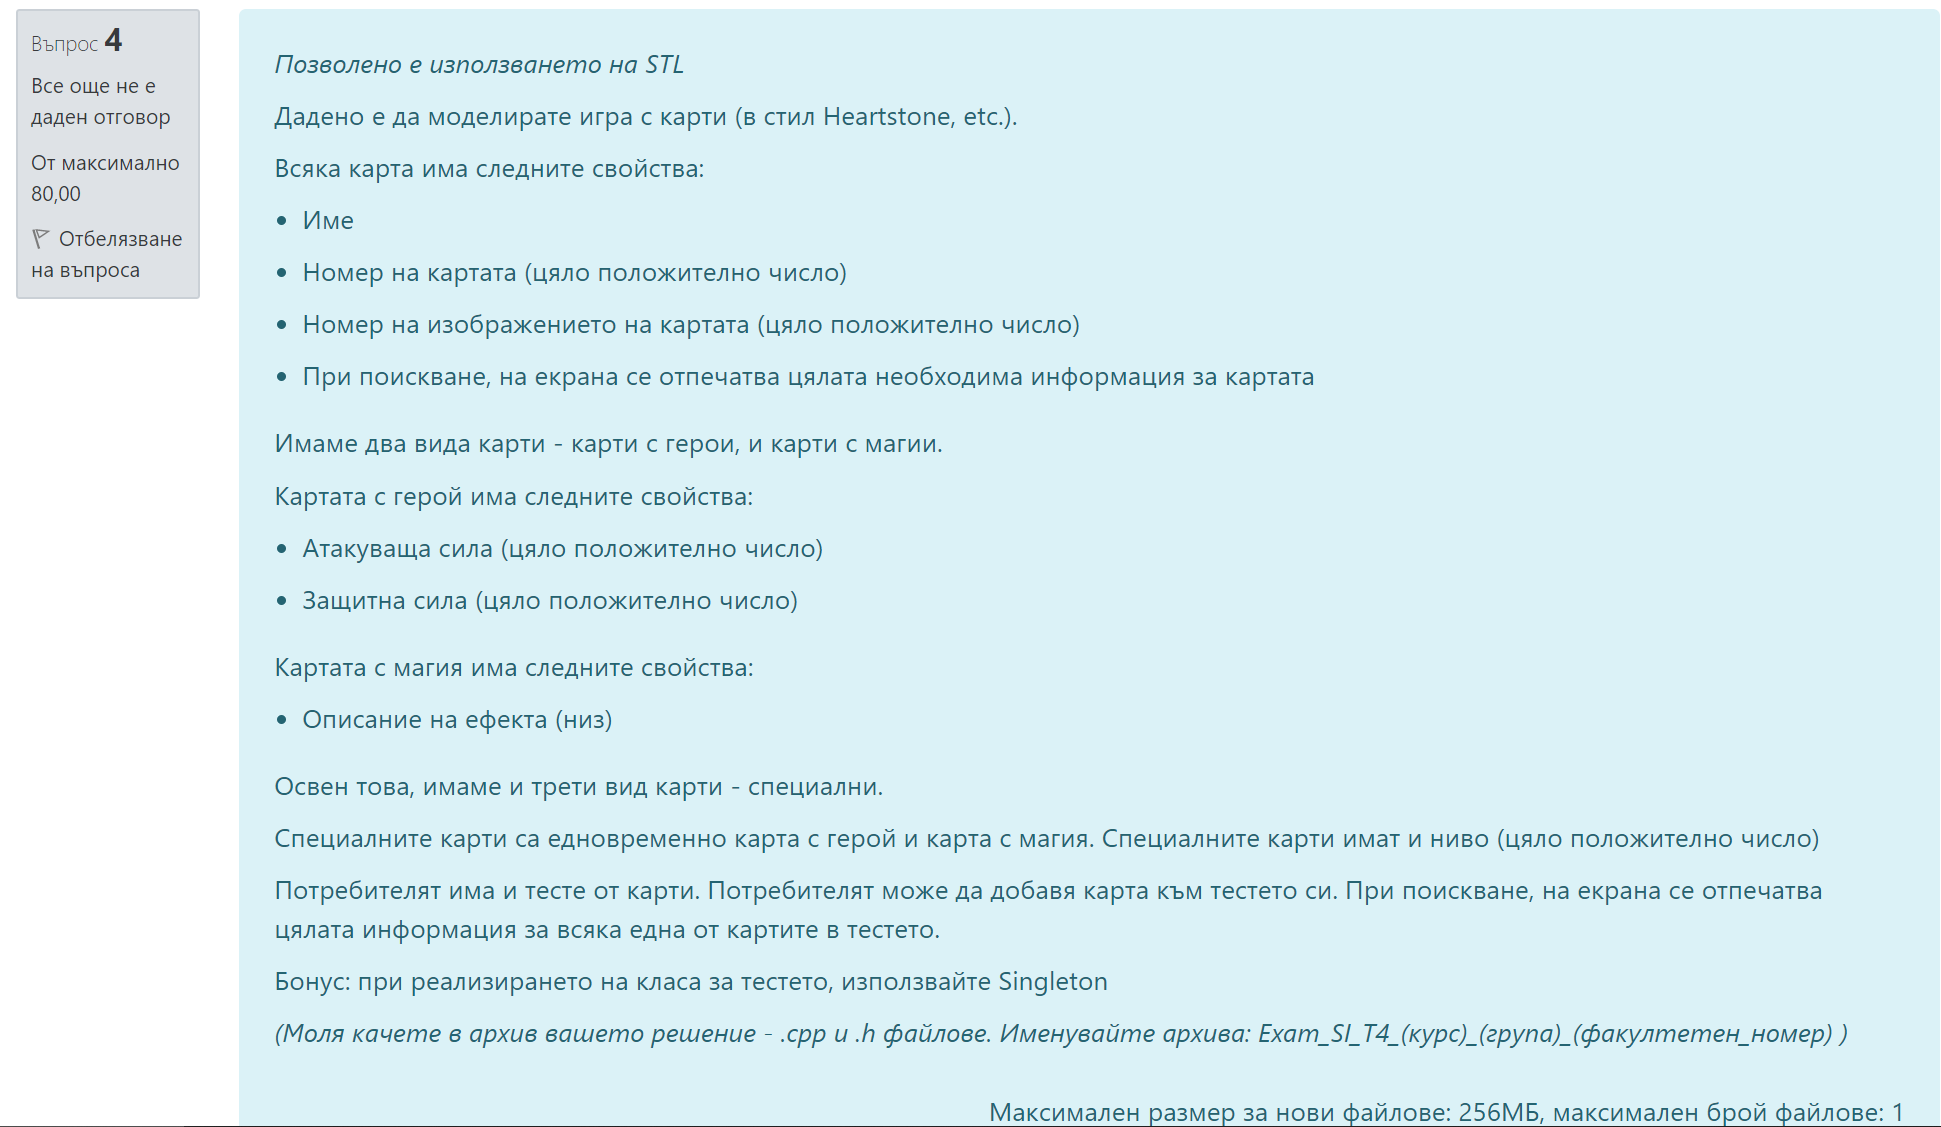 Въпрос 4
Все още не е
даден отговор
От максимално
80,00
Отбелязване
на въпроса
Позволено е използването на STL
Дадено е да моделирате игра с карти (в стил Heartstone, etc.).
Всяка карта има следните свойства:
• Име
• Номер на картата (цяло положително число)
• Номер на изображението на картата (цяло положително число)
• При поискване, на екрана се отпечатва цялата необходима информация за картата
Имаме два вида карти - карти с герои, и карти с магии.
Картата с герой има следните свойства:
• Атакуваща сила (цяло положително число)
• Защитна сила (цяло положително число)
Картата с магия има следните свойства:
• Описание на ефекта (низ)
Освен това, имаме и трети вид карти - специални.
Специалните карти са едновременно карта с герой и карта с магия. Специалните карти имат и ниво (цяло положително число)
Потребителят има и тесте от карти. Потребителят може да добавя карта към тестето си. При поискване, на екрана се отпечатва
цялата информация за всяка една от картите в тестето.
Бонус: при реализирането на класа за тестето, използвайте Singleton
(Моля качете в архив вашето решение - .cpp и .h файлове. Именувайте архива: Exam_SI_T4_(курс)_(група)_(факултетен_номер) )
Максимален размер за нови файлове: 256МБ, максимален брой файлове: 1